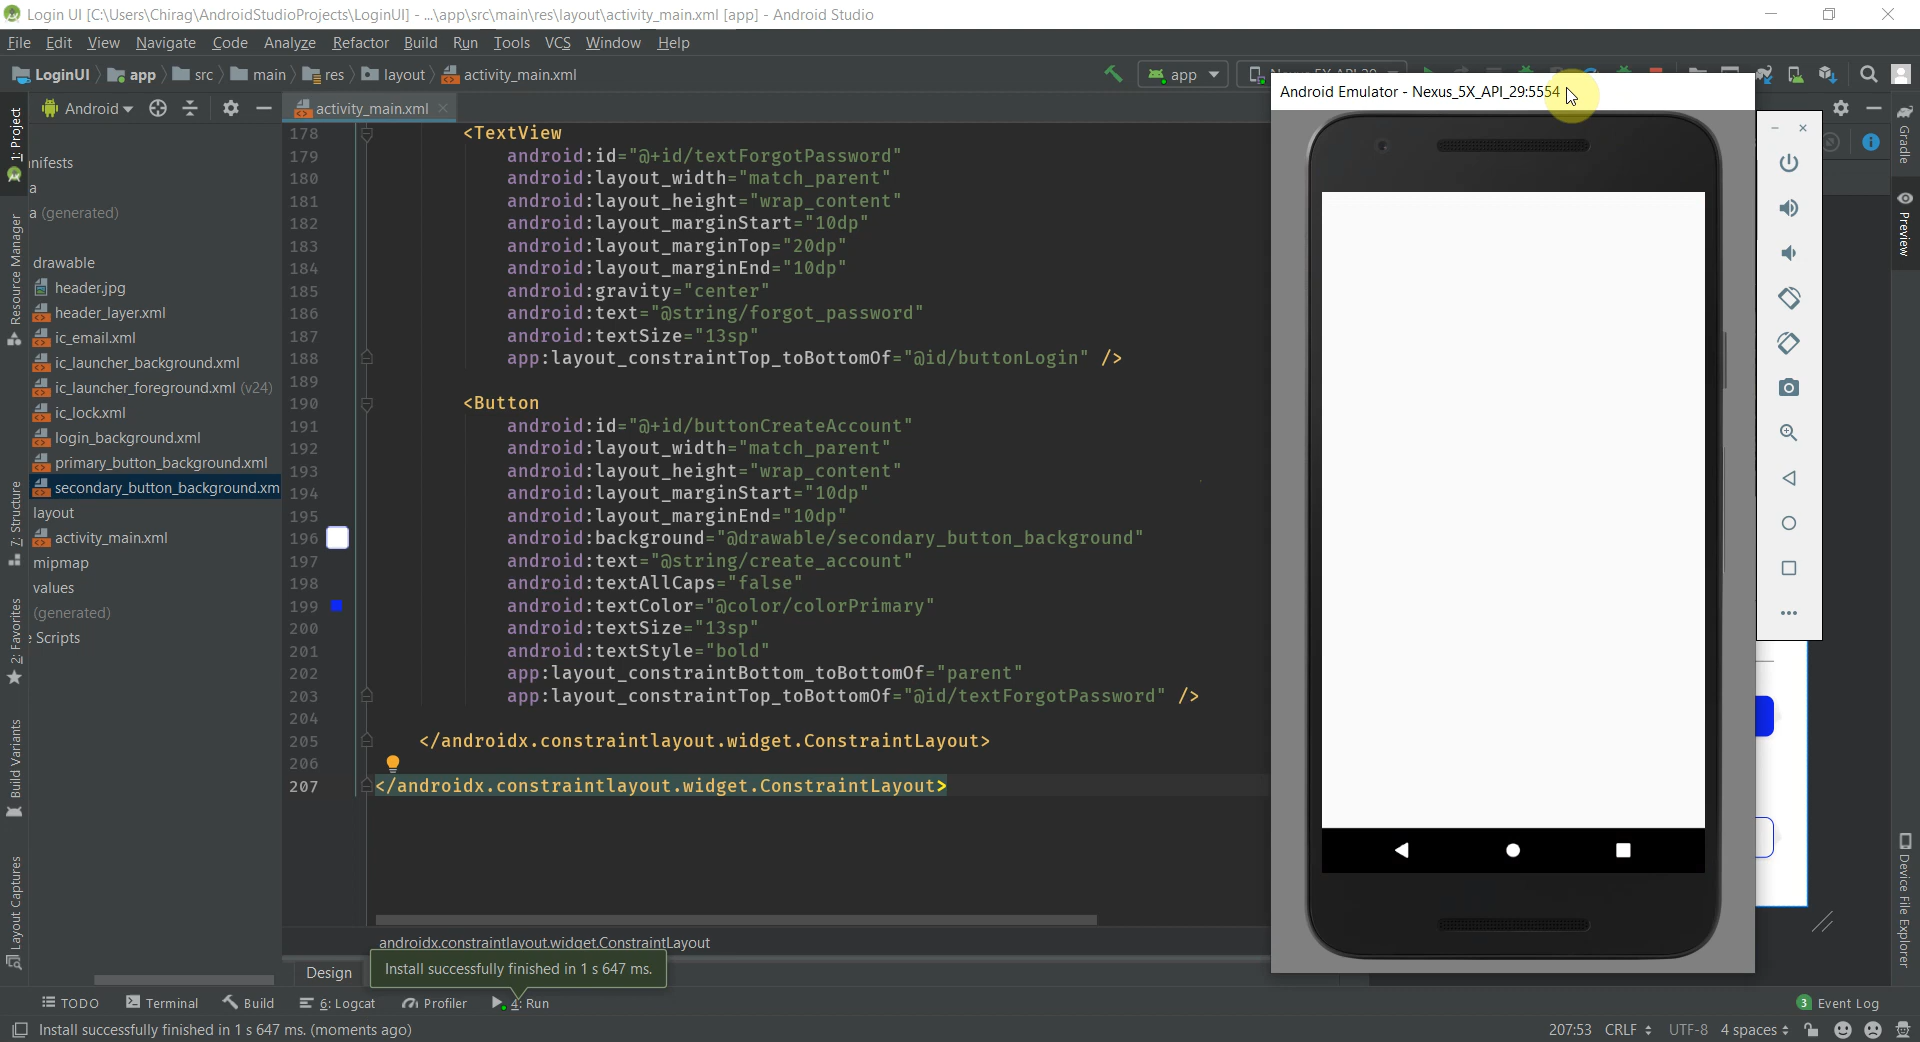 Login UI [C:\Users\Chirag\AndroidStudioProjects\LoginUI] - ...\app\src\main\res\layout\activity_main.xml [app] - Android Studio
File Edit View Navigate Code Analyze Refactor Build Run Tools VCS Window Help
LoginUI app src main res layout activity_main.xml app
Android Emulator - Nexus_5X_API_29:5554
Android activity_main.xml
1: Project
Resource Manager
7: Structure
2: Favorites
Build Variants
Layout Captures
nifests
a
a (generated)
drawable
header.jpg
header_layer.xml
ic_email.xml
ic_launcher_background.xml
ic_launcher_foreground.xml (v24)
ic_lock.xml
login_background.xml
primary_button_background.xml
secondary_button_background.xm
layout
activity_main.xml
mipmap
values
(generated)
Scripts
178 <TextView
179 android:id="@+id/textForgotPassword"
180 android:layout_width="match_parent"
181 android:layout_height="wrap_content"
182 android:layout_marginStart="10dp"
183 android:layout_marginTop="20dp"
184 android:layout_marginEnd="10dp"
185 android:gravity="center"
186 android:text="@string/forgot_password"
187 android:textSize="13sp"
188 app:layout_constraintTop_toBottomOf="@id/buttonLogin" />
189
190 <Button
191 android:id="@+id/buttonCreateAccount"
192 android:layout_width="match_parent"
193 android:layout_height="wrap_content"
194 android:layout_marginStart="10dp"
195 android:layout_marginEnd="10dp"
196 android:background="@drawable/secondary_button_background"
197 android:text="@string/create_account"
198 android:textAllCaps="false"
199 android:textColor="@color/colorPrimary"
200 android:textSize="13sp"
201 android:textStyle="bold"
202 app:layout_constraintBottom_toBottomOf="parent"
203 app:layout_constraintTop_toBottomOf="@id/textForgotPassword" />
204
205 </androidx.constraintlayout.widget.ConstraintLayout>
206
207 </androidx.constraintlayout.widget.ConstraintLayout>
Gradle
Preview
Device File Explorer
androidx.constraintlayout.widget.ConstraintLayout
Design
Install successfully finished in 1 s 647 ms.
TODO Terminal Build 6: Logcat Profiler 4: Run 3 Event Log
Install successfully finished in 1 s 647 ms. (moments ago) 207:53 CRLF UTF-8 4 spaces